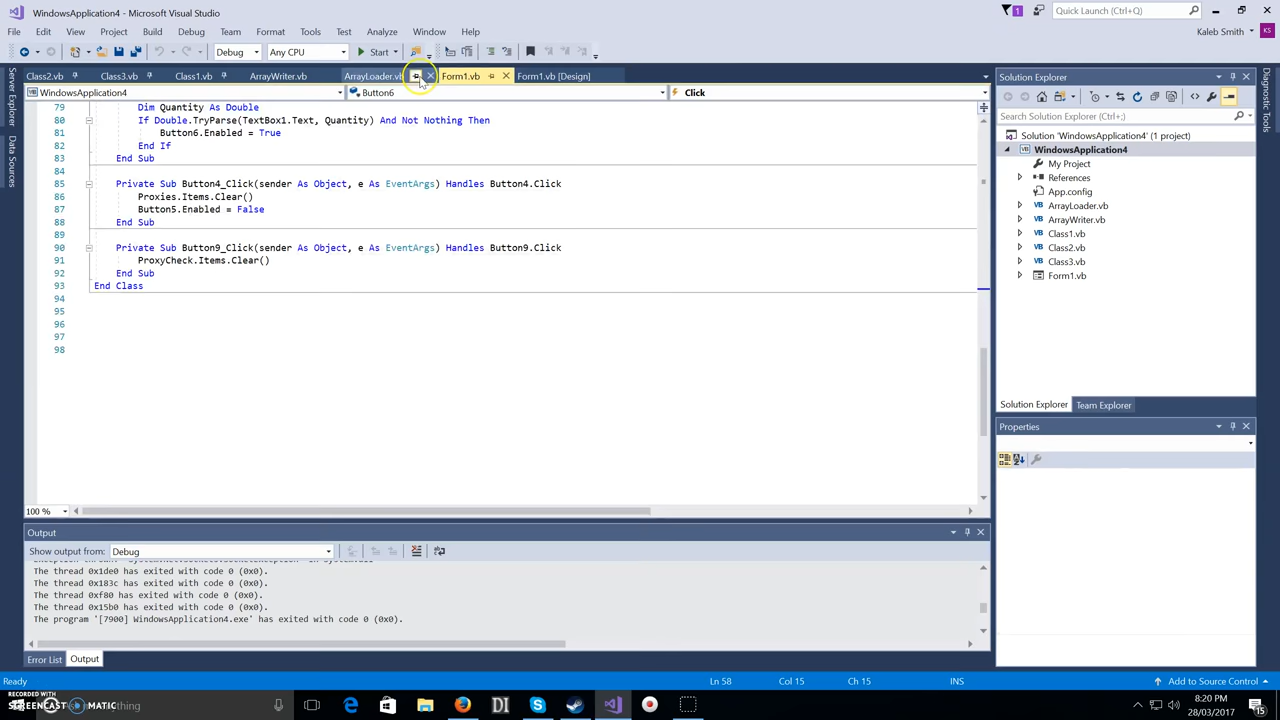 WindowsApplication4 - Microsoft Visual Studio
1
Quick Launch (Ctrl+Q)
File Edit View Project Build Debug Team Format Tools Test Analyze Window Help
Kaleb Smith KS
Debug Any CPU Start
Class2.vb Class3.vb Class1.vb ArrayWriter.vb ArrayLoader.vb Form1.vb Form1.vb [Design]
WindowsApplication4 Button6 Click
79 Dim Quantity As Double
80 If Double.TryParse(TextBox1.Text, Quantity) And Not Nothing Then
81 Button6.Enabled = True
82 End If
83 End Sub
84
85 Private Sub Button4_Click(sender As Object, e As EventArgs) Handles Button4.Click
86 Proxies.Items.Clear()
87 Button5.Enabled = False
88 End Sub
89
90 Private Sub Button9_Click(sender As Object, e As EventArgs) Handles Button9.Click
91 ProxyCheck.Items.Clear()
92 End Sub
93 End Class
94
95
96
97
98
100 %
Server Explorer
Data Sources
Output
Show output from: Debug
The thread 0x1de0 has exited with code 0 (0x0).
The thread 0x183c has exited with code 0 (0x0).
The thread 0xf80 has exited with code 0 (0x0).
The thread 0x15b0 has exited with code 0 (0x0).
The program '[7900] WindowsApplication4.exe' has exited with code 0 (0x0).
Error List Output
Solution Explorer
Search Solution Explorer (Ctrl+;)
Solution 'WindowsApplication4' (1 project)
WindowsApplication4
My Project
References
App.config
ArrayLoader.vb
ArrayWriter.vb
Class1.vb
Class2.vb
Class3.vb
Form1.vb
Solution Explorer Team Explorer
Properties
Diagnostic Tools
Ready Ln 58 Col 15 Ch 15 INS Add to Source Control
RECORDED WITH
SCREENCAST MATIC
DI
8:20 PM
28/03/2017
15